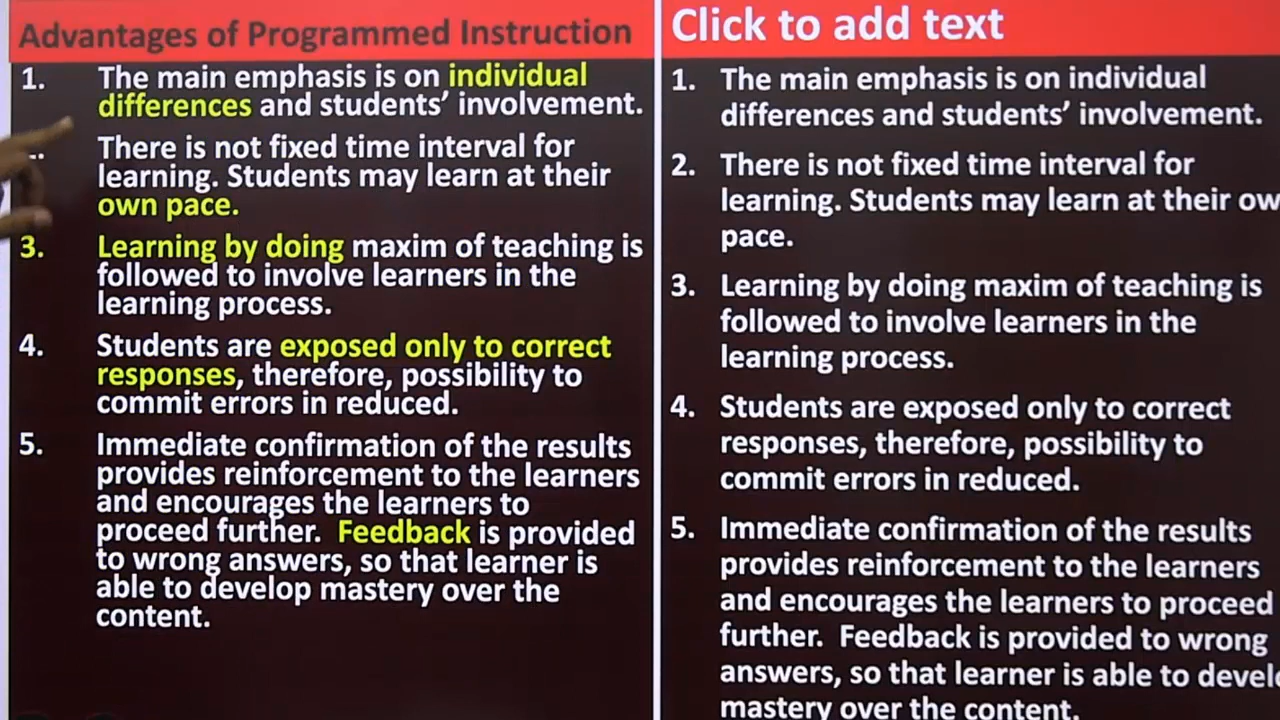 Advantages of Programmed Instruction
1. The main emphasis is on individual
differences and students' involvement.
There is not fixed time interval for
learning. Students may learn at their
own pace.
3. Learning by doing maxim of teaching is
followed to involve learners in the
learning process.
4. Students are exposed only to correct
responses, therefore, possibility to
commit errors in reduced.
5. Immediate confirmation of the results
provides reinforcement to the learners
and encourages the learners to
proceed further. Feedback is provided
to wrong answers, so that learner is
able to develop mastery over the
content.
Click to add text
1. The main emphasis is on individual
differences and students' involvement.
2. There is not fixed time interval for
learning. Students may learn at their ow
pace.
3. Learning by doing maxim of teaching is
followed to involve learners in the
learning process.
4. Students are exposed only to correct
responses, therefore, possibility to
commit errors in reduced.
5. Immediate confirmation of the results
provides reinforcement to the learners
and encourages the learners to proceed
further. Feedback is provided to wrong
answers, so that learner is able to devel
mastery over the content.